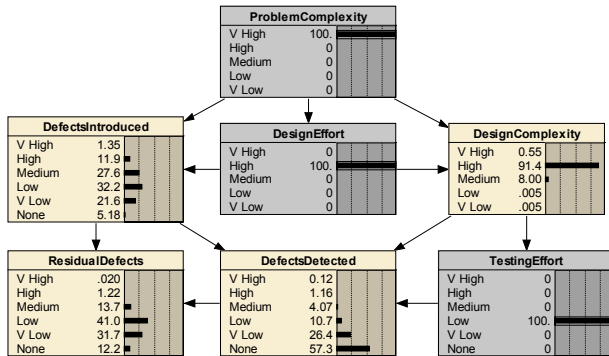 ProblemComplexity
V High 100.
High 0
Medium 0
Low 0
V Low 0
DefectsIntroduced
V High 1.35
High 11.9
Medium 27.6
Low 32.2
V Low 21.6
None 5.18
DesignEffort
V High 0
High 100.
Medium 0
Low 0
V Low 0
DesignComplexity
V High 0.55
High 91.4
Medium 8.00
Low .005
V Low .005
ResidualDefects
V High .020
High 1.22
Medium 13.7
Low 41.0
V Low 31.7
None 12.2
DefectsDetected
V High 0.12
High 1.16
Medium 4.07
Low 10.7
V Low 26.4
None 57.3
TestingEffort
V High 0
High 0
Medium 0
Low 100.
V Low 0
None 0